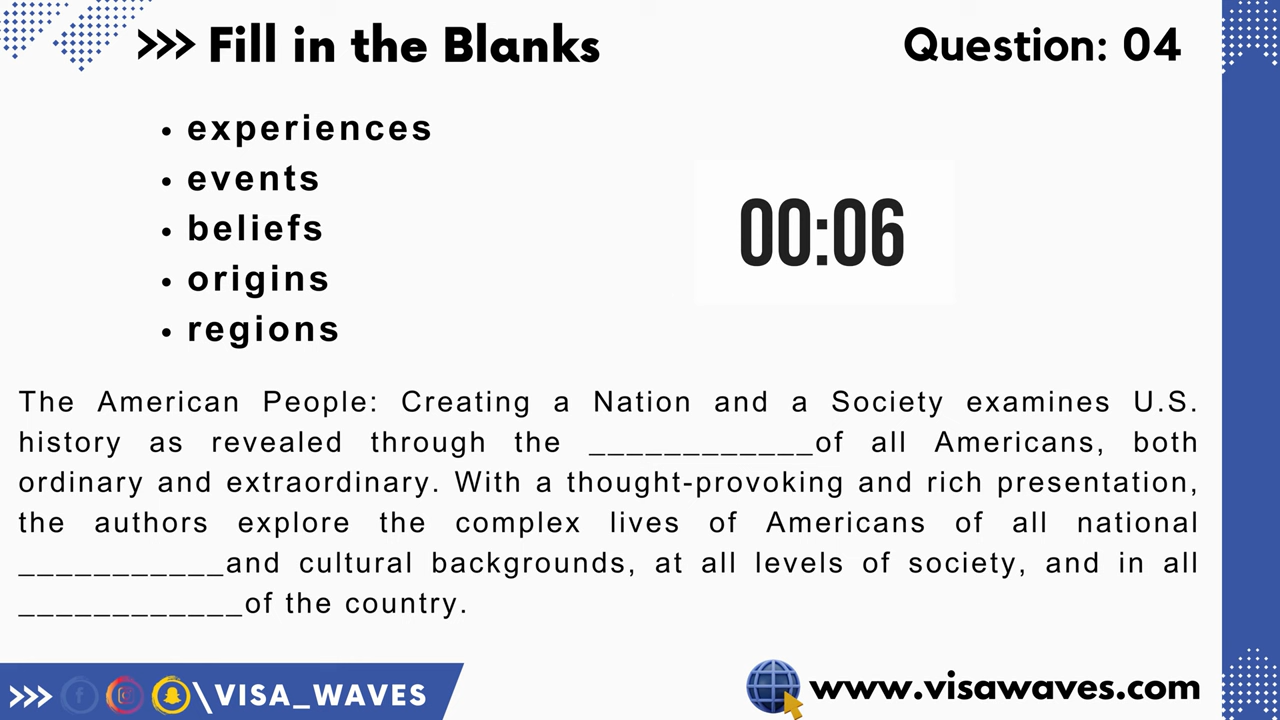 >>> Fill in the Blanks
Question: 04
• experiences
• events
• beliefs
• origins
• regions
00:06
The American People: Creating a Nation and a Society examines U.S.
history as revealed through the ____________of all Americans, both
ordinary and extraordinary. With a thought-provoking and rich presentation,
the authors explore the complex lives of Americans of all national
___________and cultural backgrounds, at all levels of society, and in all
____________of the country.
>>> \VISA_WAVES
www.visawaves.com